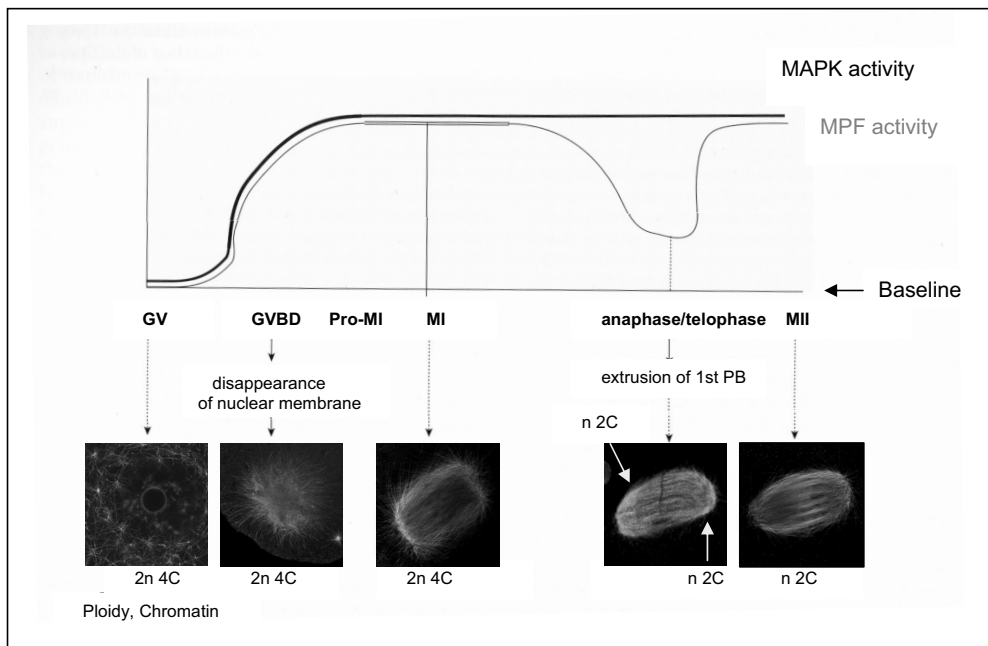 MAPK activity
MPF activity
Baseline
GV GVBD Pro-MI MI anaphase/telophase MII
disappearance
of nuclear membrane
extrusion of 1st PB
n 2C
2n 4C 2n 4C 2n 4C n 2C n 2C
Ploidy, Chromatin